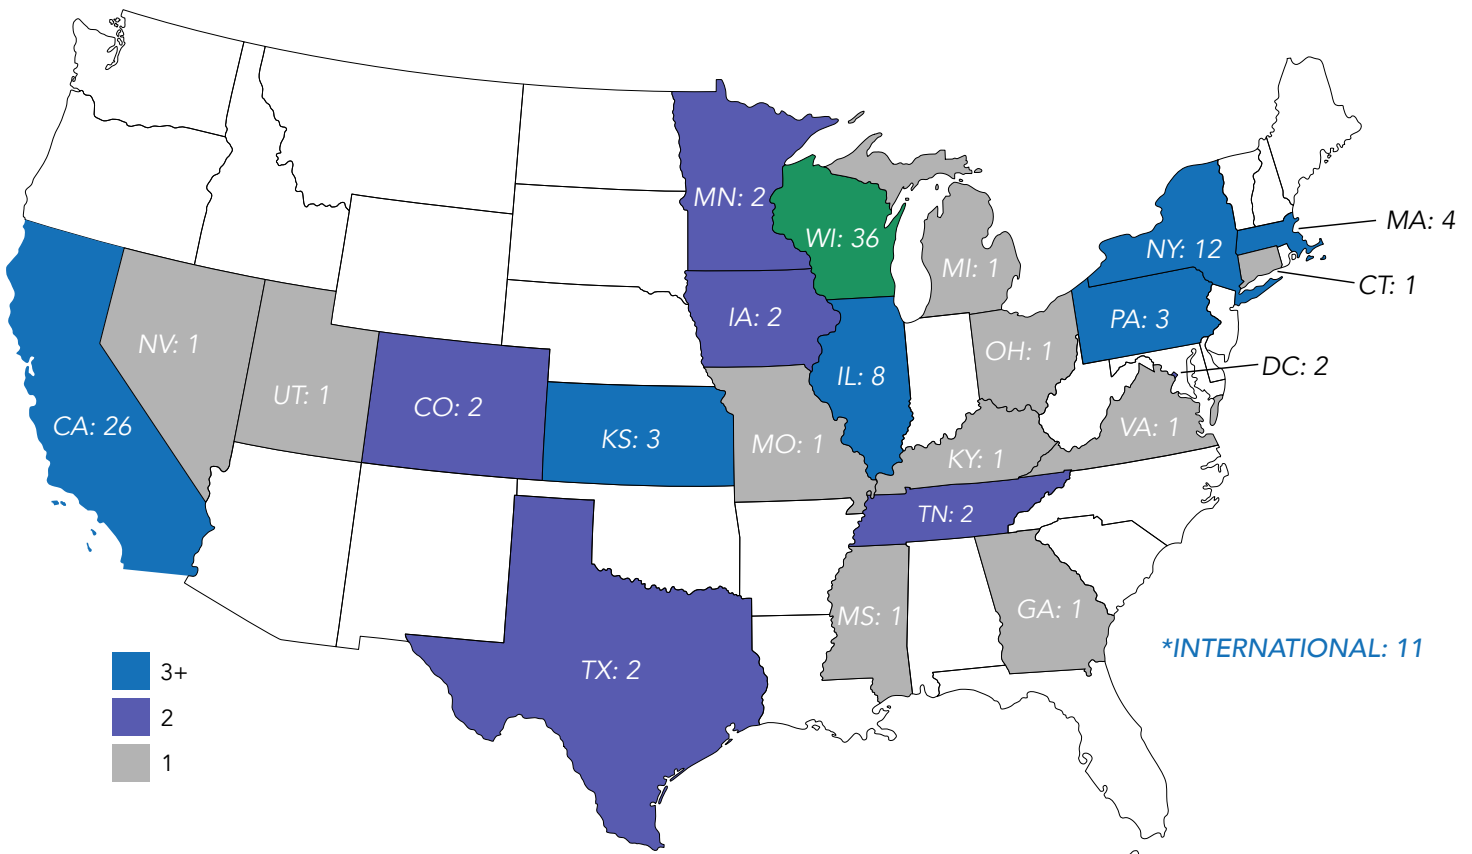 MN: 2
WI: 36
MI: 1
NY: 12
MA: 4
CT: 1
IA: 2
PA: 3
NV: 1
UT: 1
CO: 2
IL: 8
OH: 1
DC: 2
CA: 26
KS: 3
MO: 1
KY: 1
VA: 1
TN: 2
MS: 1
GA: 1
TX: 2
*INTERNATIONAL: 11
3+
2
1